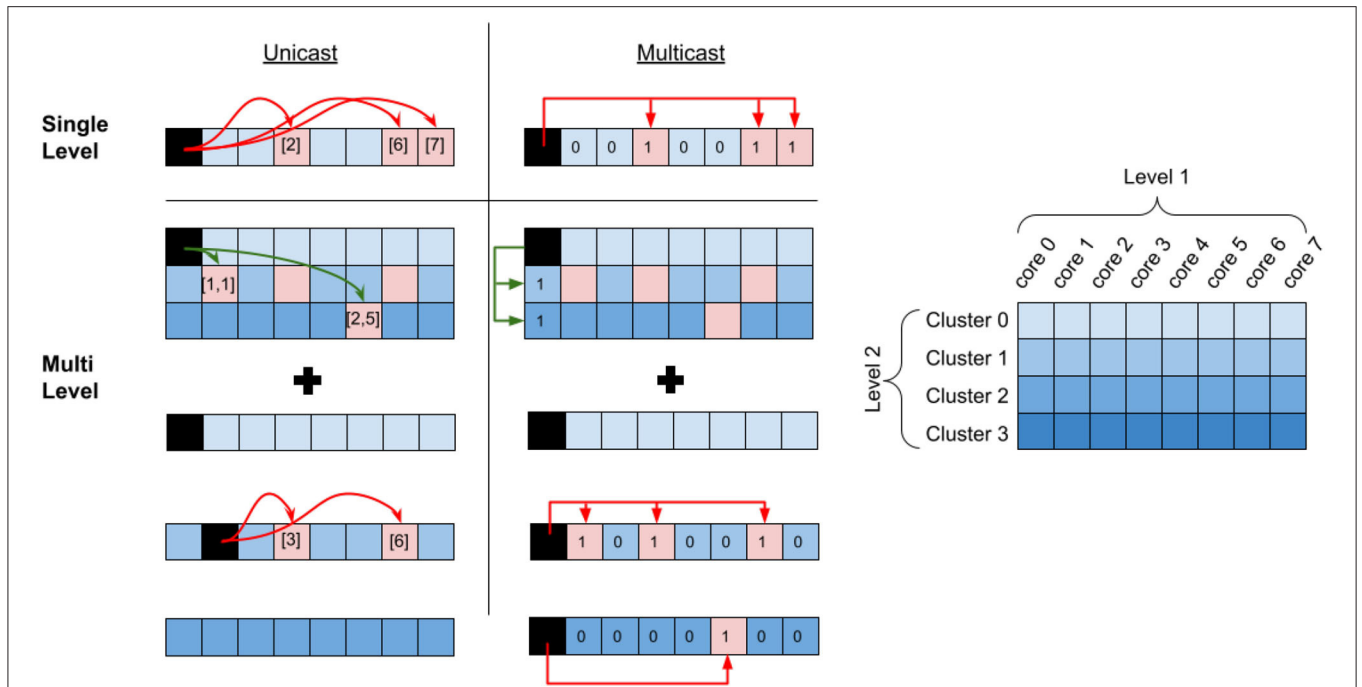 Unicast
Multicast
Single
Level
[2] [6] [7]
0 0 1 0 0 1 1
[1,1]
[2,5]
1
1
Multi
Level
[3] [6]
1 0 1 0 0 1 0
0 0 0 0 1 0 0
Level 1
core 0 core 1 core 2 core 3 core 4 core 5 core 6 core 7
Level 2
Cluster 0
Cluster 1
Cluster 2
Cluster 3